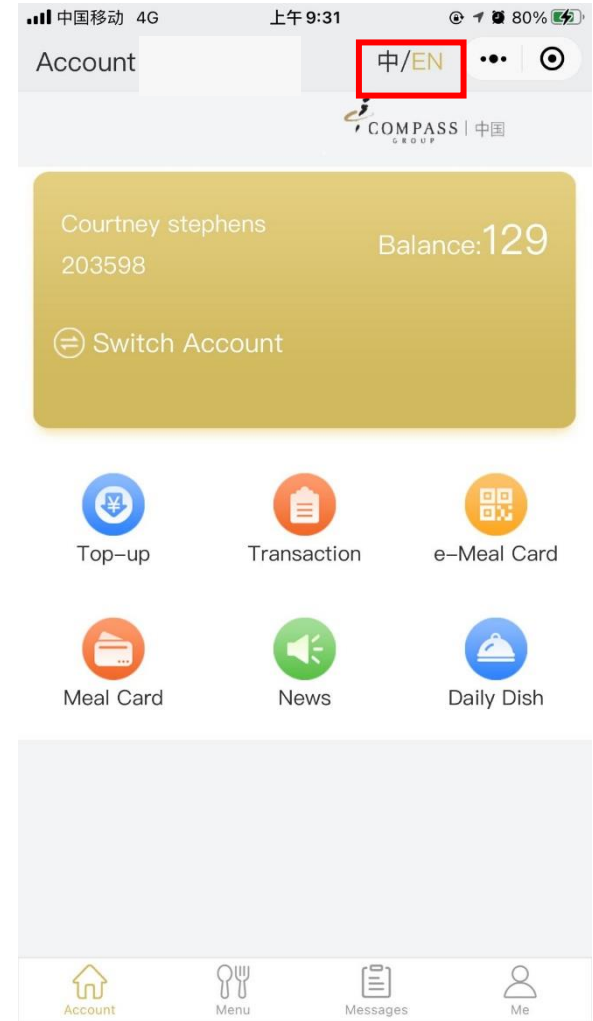 中国移动 4G 上午 9:31 80%
Account 中/EN
COMPASS 中国
GROUP
Courtney stephens
203598
Balance:129
Switch Account
Top-up Transaction e-Meal Card
Meal Card News Daily Dish
Account Menu Messages Me